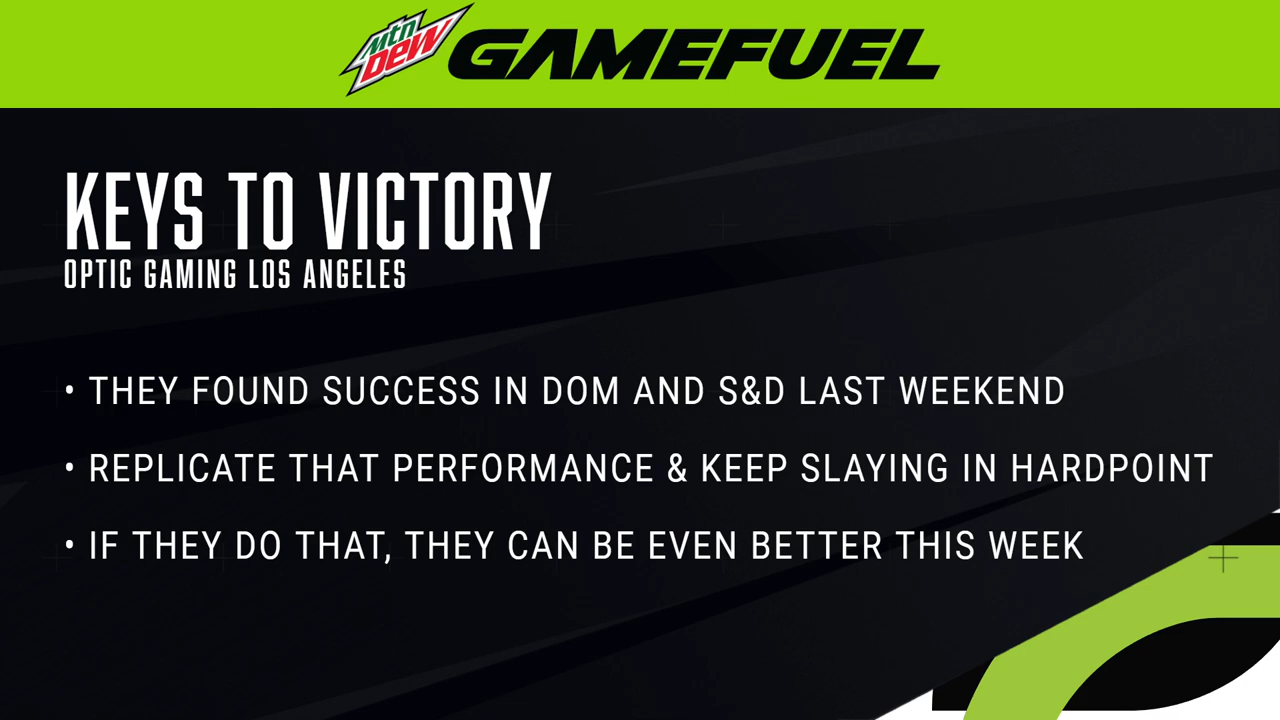 mtn DEW GAMEFUEL
KEYS TO VICTORY
OPTIC GAMING LOS ANGELES
• THEY FOUND SUCCESS IN DOM AND S&D LAST WEEKEND
• REPLICATE THAT PERFORMANCE & KEEP SLAYING IN HARDPOINT
• IF THEY DO THAT, THEY CAN BE EVEN BETTER THIS WEEK